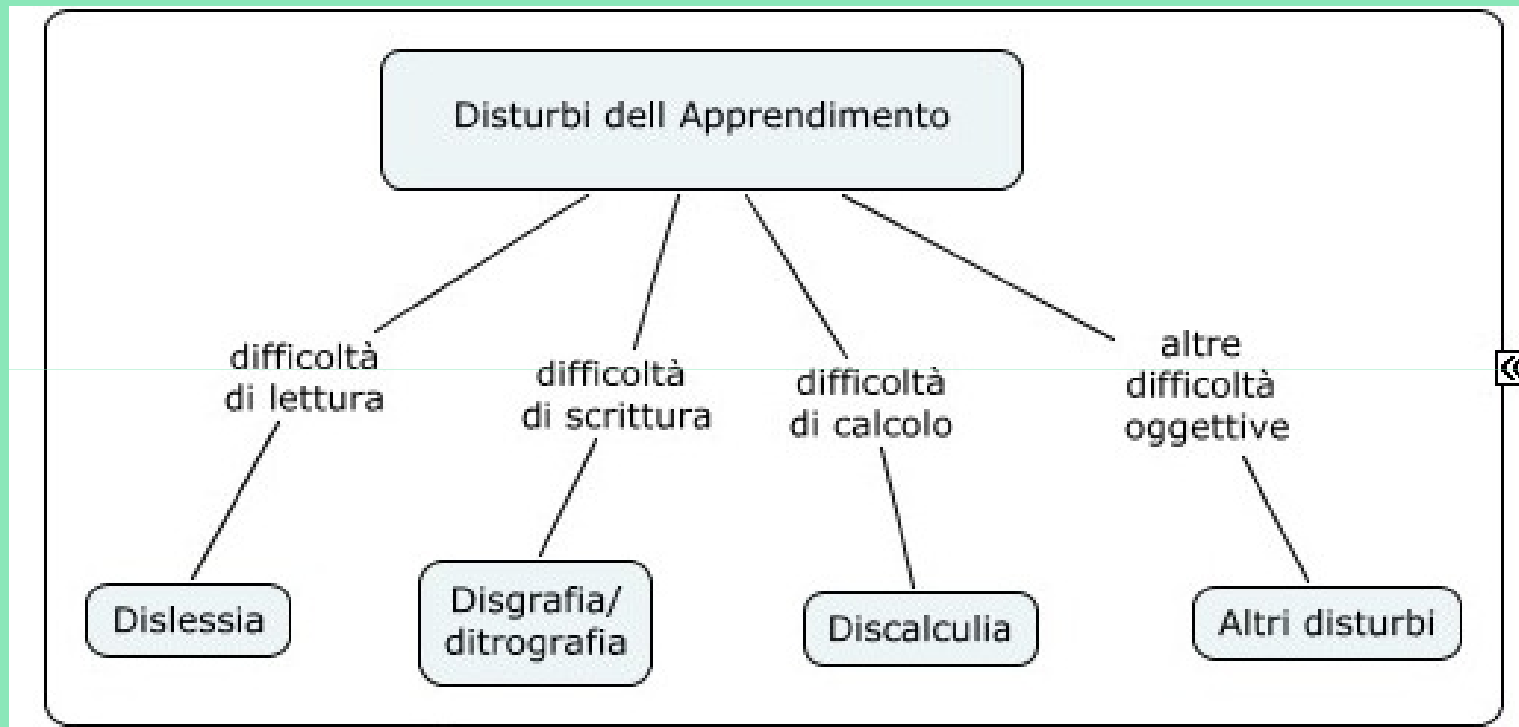 Disturbi dell Apprendimento
difficoltà
di lettura
difficoltà
di scrittura
difficoltà
di calcolo
altre
difficoltà
oggettive
Dislessia
Disgrafia/
ditrografia
Discalculia
Altri disturbi